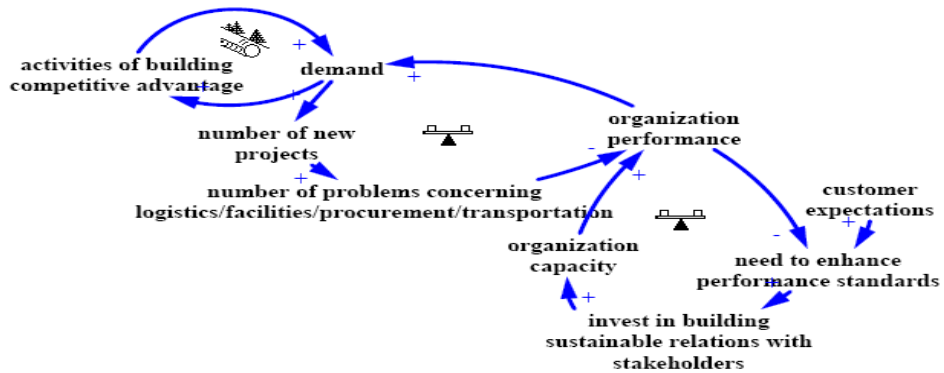 activities of building
competitive advantage
demand
number of new
projects
number of problems concerning
logistics/facilities/procurement/transportation
organization
performance
organization
capacity
customer
expectations
need to enhance
performance standards
invest in building
sustainable relations with
stakeholders
+
+
+
+
+
-
+
+
-
+
+
+